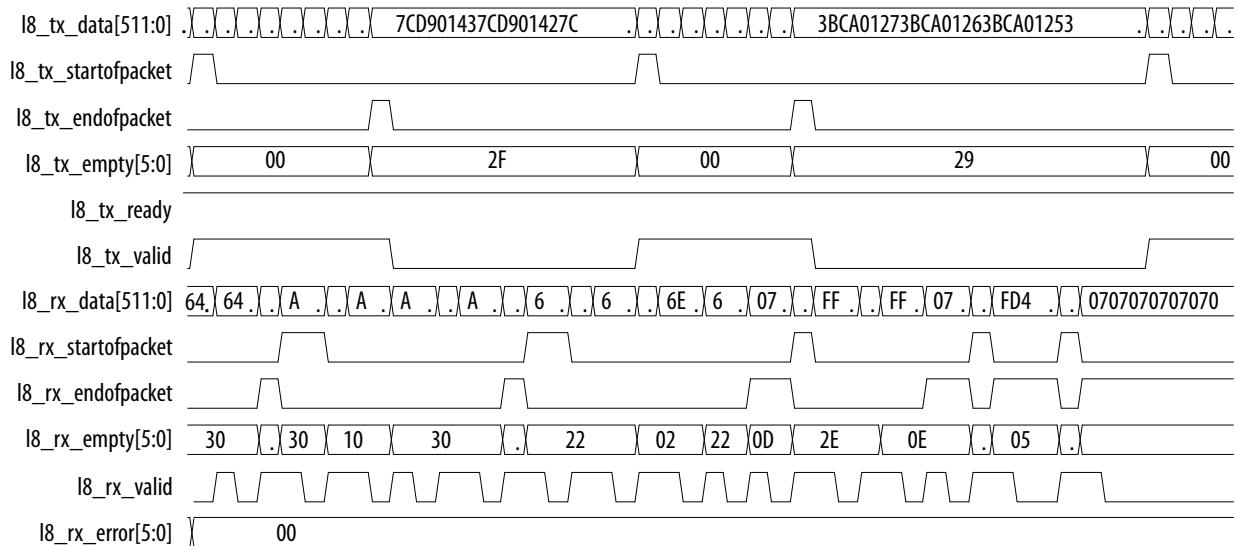 l8_tx_data[511:0] . . . . . . . . . 7CD901437CD901427C . . . . . . . . 3BCA01273BCA01263BCA01253 . . . . .
l8_tx_startofpacket
l8_tx_endofpacket
l8_tx_empty[5:0] 00 2F 00 29 00
l8_tx_ready
l8_tx_valid
l8_rx_data[511:0] 64. 64 . . A . . A A . . A . . 6 . . 6 . . 6E . 6 . 07 . . FF . . FF 07 . . FD4 . . 0707070707070
l8_rx_startofpacket
l8_rx_endofpacket
l8_rx_empty[5:0] 30 . 30 10 30 . 22 02 22 0D 2E 0E . 05 .
l8_rx_valid
l8_rx_error[5:0] 00